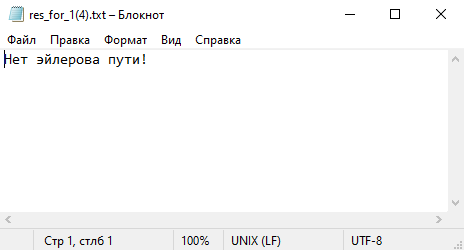 res_for_1(4).txt – Блокнот
Файл Правка Формат Вид Справка
Нет эйлерова пути!
Стр 1, стлб 1 100% UNIX (LF) UTF-8